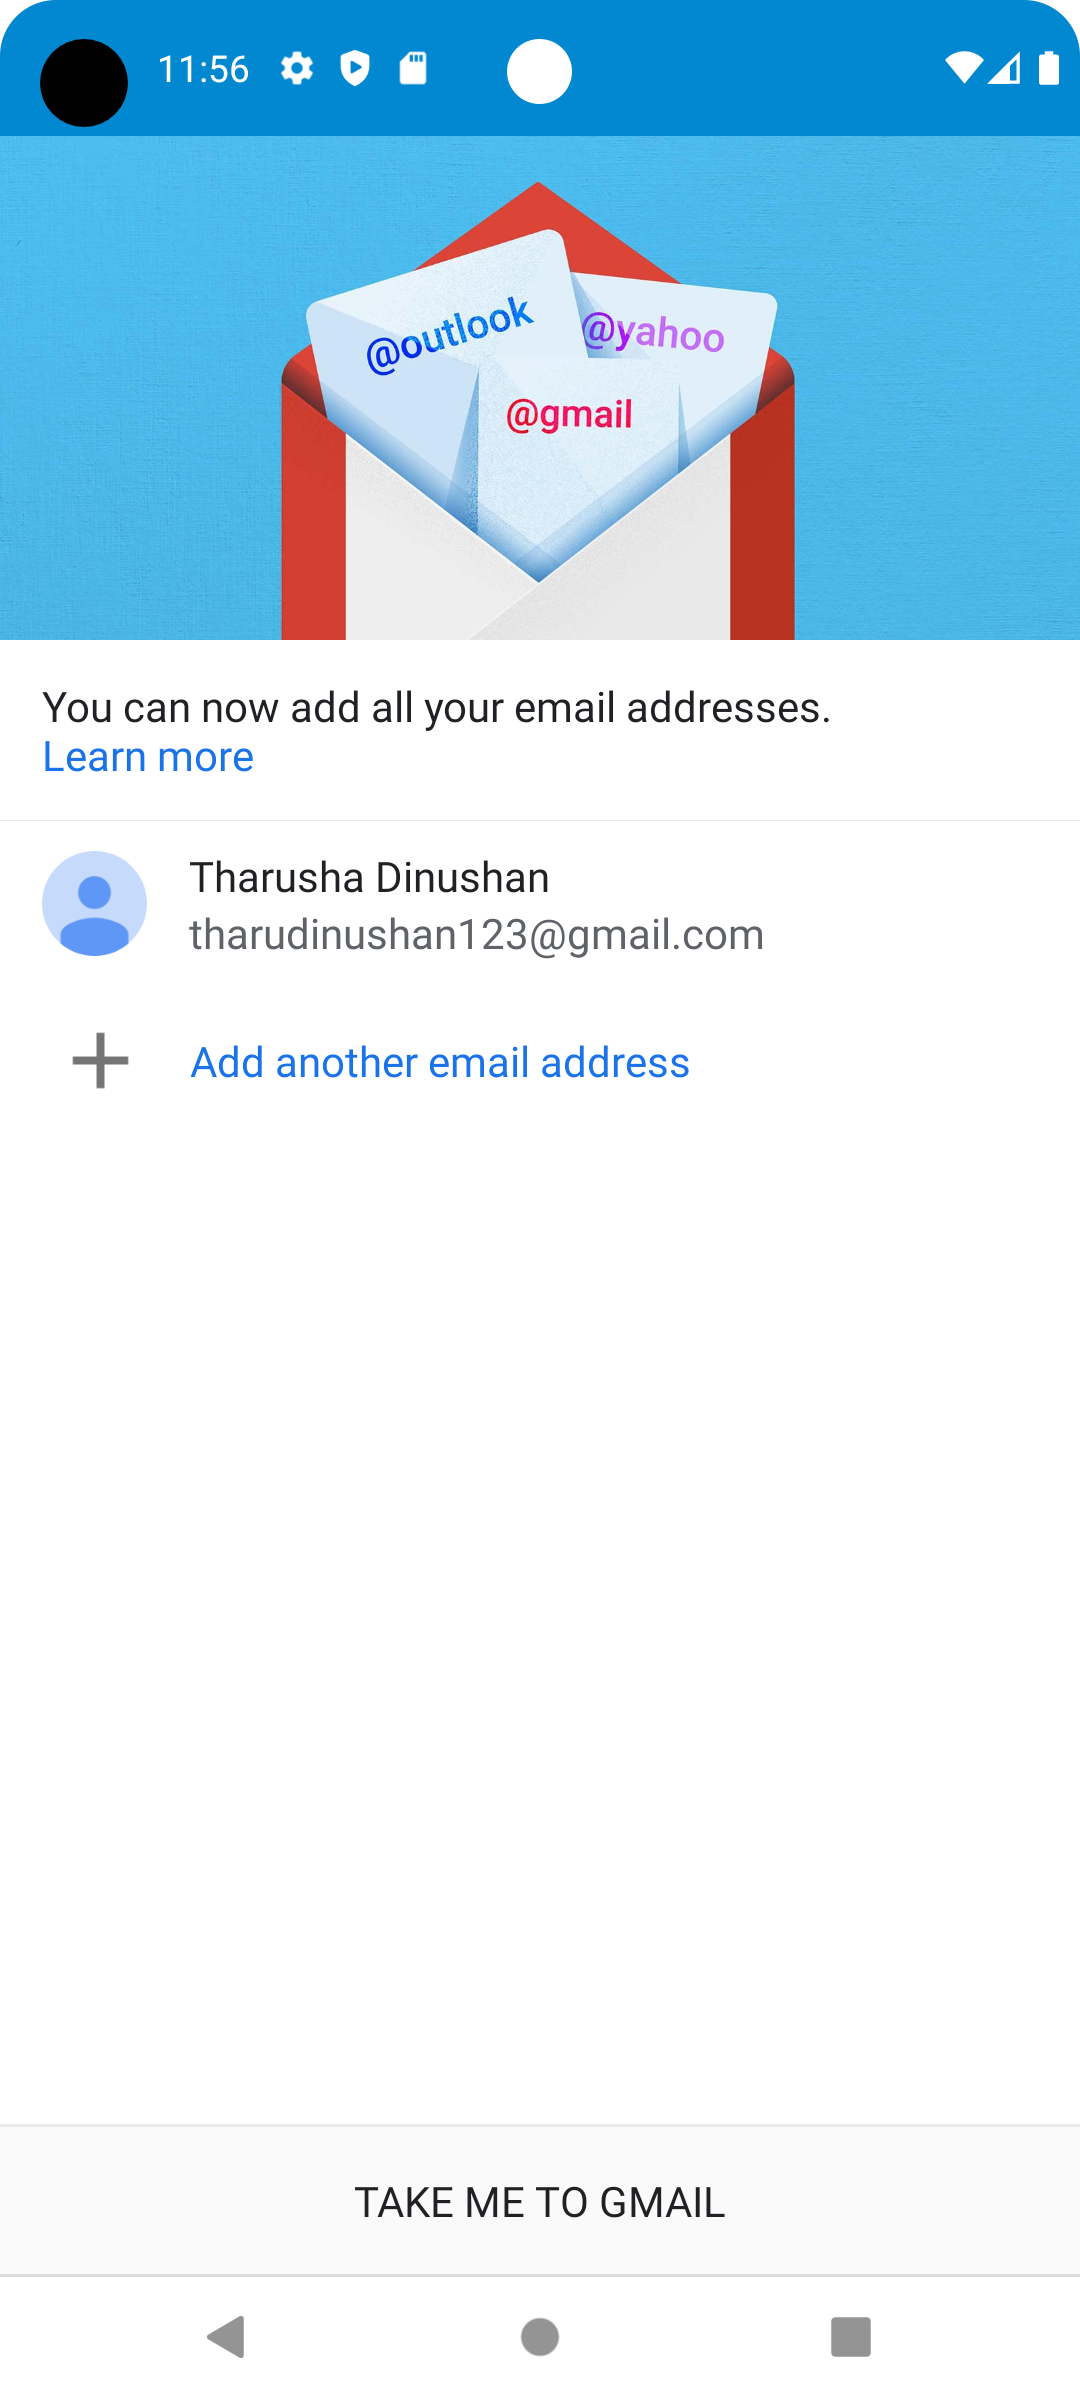 11:56
@outlook
@yahoo
@gmail
You can now add all your email addresses.
Learn more
Tharusha Dinushan
tharudinushan123@gmail.com
Add another email address
TAKE ME TO GMAIL